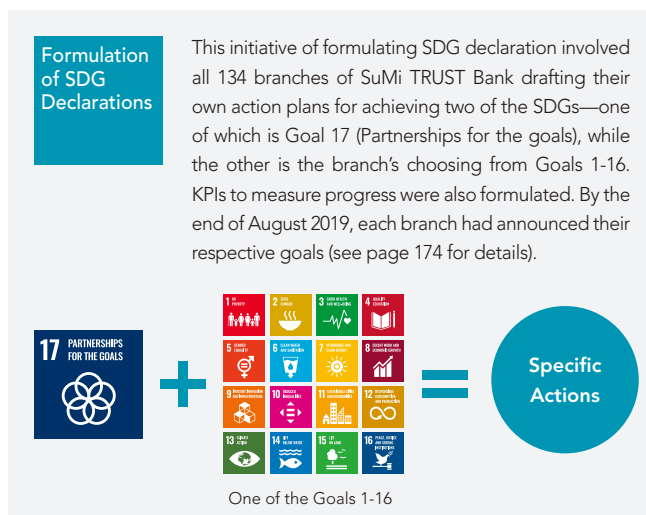 Formulation
of SDG
Declarations
This initiative of formulating SDG declaration involved
all 134 branches of SuMi TRUST Bank drafting their
own action plans for achieving two of the SDGs—one
of which is Goal 17 (Partnerships for the goals), while
the other is the branch's choosing from Goals 1-16.
KPIs to measure progress were also formulated. By the
end of August 2019, each branch had announced their
respective goals (see page 174 for details).
17 PARTNERSHIPS
FOR THE GOALS
1 NO
POVERTY
2 ZERO
HUNGER
3 GOOD HEALTH
AND WELL-BEING
4 QUALITY
EDUCATION
5 GENDER
EQUALITY
6 CLEAN WATER
AND SANITATION
7 AFFORDABLE AND
CLEAN ENERGY
8 DECENT WORK AND
ECONOMIC GROWTH
9 INDUSTRY, INNOVATION
AND INFRASTRUCTURE
10 REDUCED
INEQUALITIES
11 SUSTAINABLE CITIES
AND COMMUNITIES
12 RESPONSIBLE
CONSUMPTION
AND PRODUCTION
13 CLIMATE
ACTION
14 LIFE
BELOW WATER
15 LIFE
ON LAND
16 PEACE, JUSTICE
AND STRONG
INSTITUTIONS
One of the Goals 1-16
Specific
Actions